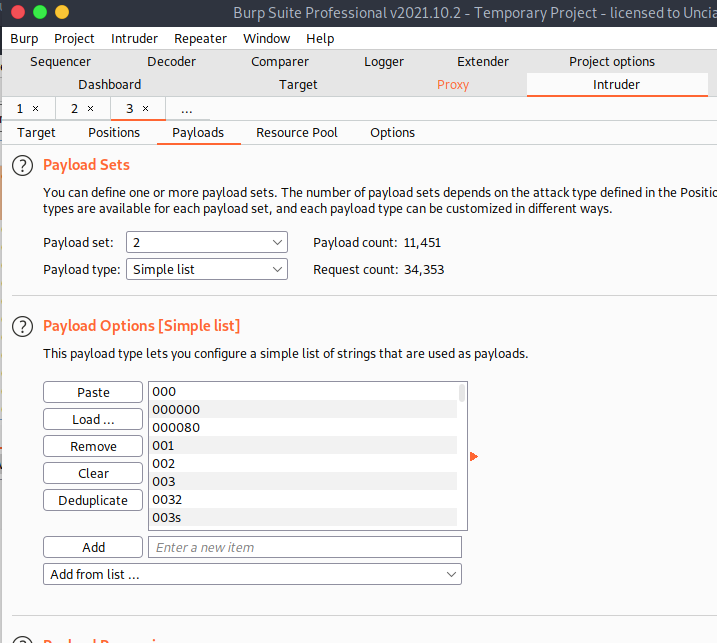 Burp Suite Professional v2021.10.2 - Temporary Project - licensed to Uncia
Burp Project Intruder Repeater Window Help
Sequencer Decoder Comparer Logger Extender Project options
Dashboard Target Proxy Intruder
1 × 2 × 3 × ...
Target Positions Payloads Resource Pool Options
? Payload Sets
You can define one or more payload sets. The number of payload sets depends on the attack type defined in the Positio
types are available for each payload set, and each payload type can be customized in different ways.
Payload set: 2 Payload count: 11,451
Payload type: Simple list Request count: 34,353
? Payload Options [Simple list]
This payload type lets you configure a simple list of strings that are used as payloads.
Paste
Load ...
Remove
Clear
Deduplicate
000
000000
000080
001
002
003
0032
003s
Add Enter a new item
Add from list ...